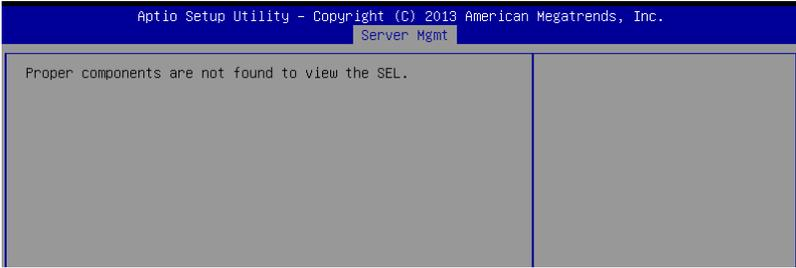 Aptio Setup Utility – Copyright (C) 2013 American Megatrends, Inc.
Server Mgmt
Proper components are not found to view the SEL.